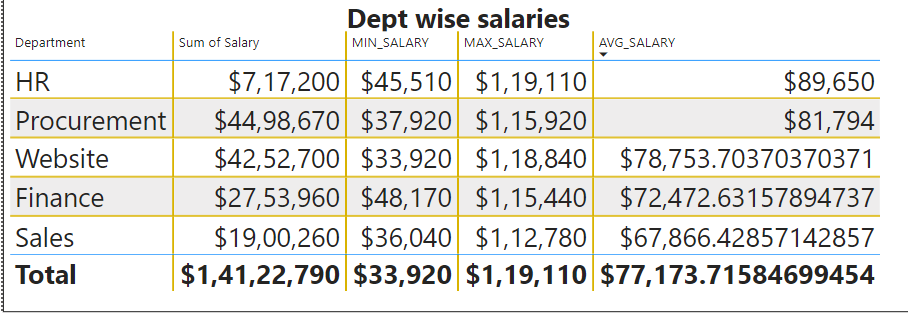 Dept wise salaries
Department Sum of Salary MIN_SALARY MAX_SALARY AVG_SALARY
HR $7,17,200 $45,510 $1,19,110 $89,650
Procurement $44,98,670 $37,920 $1,15,920 $81,794
Website $42,52,700 $33,920 $1,18,840 $78,753.70370370371
Finance $27,53,960 $48,170 $1,15,440 $72,472.63157894737
Sales $19,00,260 $36,040 $1,12,780 $67,866.42857142857
Total $1,41,22,790 $33,920 $1,19,110 $77,173.71584699454